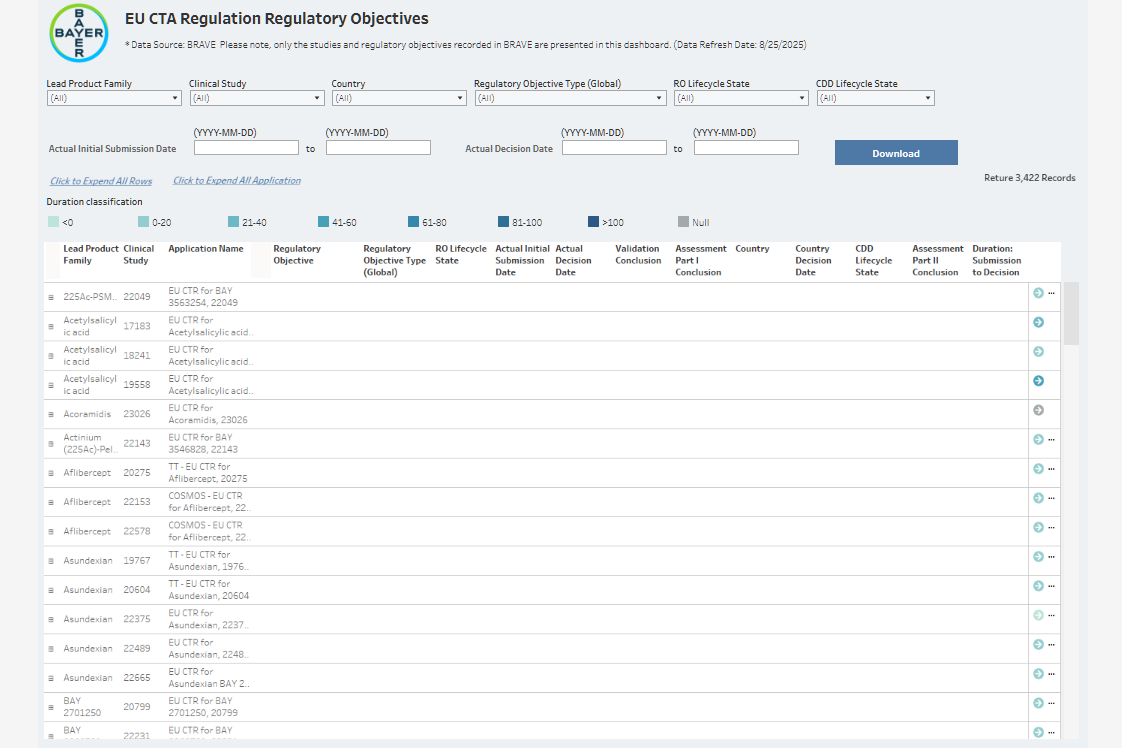 BAYER
BAYER
EU CTA Regulation Regulatory Objectives
* Data Source: BRAVE Please note, only the studies and regulatory objectives recorded in BRAVE are presented in this dashboard. (Data Refresh Date: 8/25/2025)
Lead Product Family Clinical Study Country Regulatory Objective Type (Global) RO Lifecycle State CDD Lifecycle State
(All) (All) (All) (All) (All) (All)
(YYYY-MM-DD) (YYYY-MM-DD) (YYYY-MM-DD) (YYYY-MM-DD)
Actual Initial Submission Date to Actual Decision Date to Download
Click to Expend All Rows Click to Expend All Application Reture 3,422 Records
Duration classification
<0 0-20 21-40 41-60 61-80 81-100 >100 Null
Lead Product Clinical Application Name Regulatory Regulatory RO Lifecycle Actual Initial Actual Validation Assessment Country Country CDD Assessment Duration:
Family Study Objective Objective Type State Submission Decision Conclusion Part I Decision Lifecycle Part II Submission
(Global) Date Date Conclusion Date State Conclusion to Decision
225Ac-PSM.. 22049 EU CTR for BAY
3563254, 22049
Acetylsalicyl 17183 EU CTR for
ic acid Acetylsalicylic acid..
Acetylsalicyl 18241 EU CTR for
ic acid Acetylsalicylic acid..
Acetylsalicyl 19558 EU CTR for
ic acid Acetylsalicylic acid..
Acoramidis 23026 EU CTR for
Acoramidis, 23026
Actinium 22143 EU CTR for BAY
(225Ac)-Pel.. 3546828, 22143
Aflibercept 20275 TT - EU CTR for
Aflibercept, 20275
Aflibercept 22153 COSMOS - EU CTR
for Aflibercept, 22..
Aflibercept 22578 COSMOS - EU CTR
for Aflibercept, 22..
Asundexian 19767 TT - EU CTR for
Asundexian, 1976..
Asundexian 20604 TT - EU CTR for
Asundexian, 20604
Asundexian 22375 EU CTR for
Asundexian, 2237..
Asundexian 22489 EU CTR for
Asundexian, 2248..
Asundexian 22665 EU CTR for
Asundexian BAY 2..
BAY 20799 EU CTR for BAY
2701250 2701250, 20799
BAY 22231 EU CTR for BAY